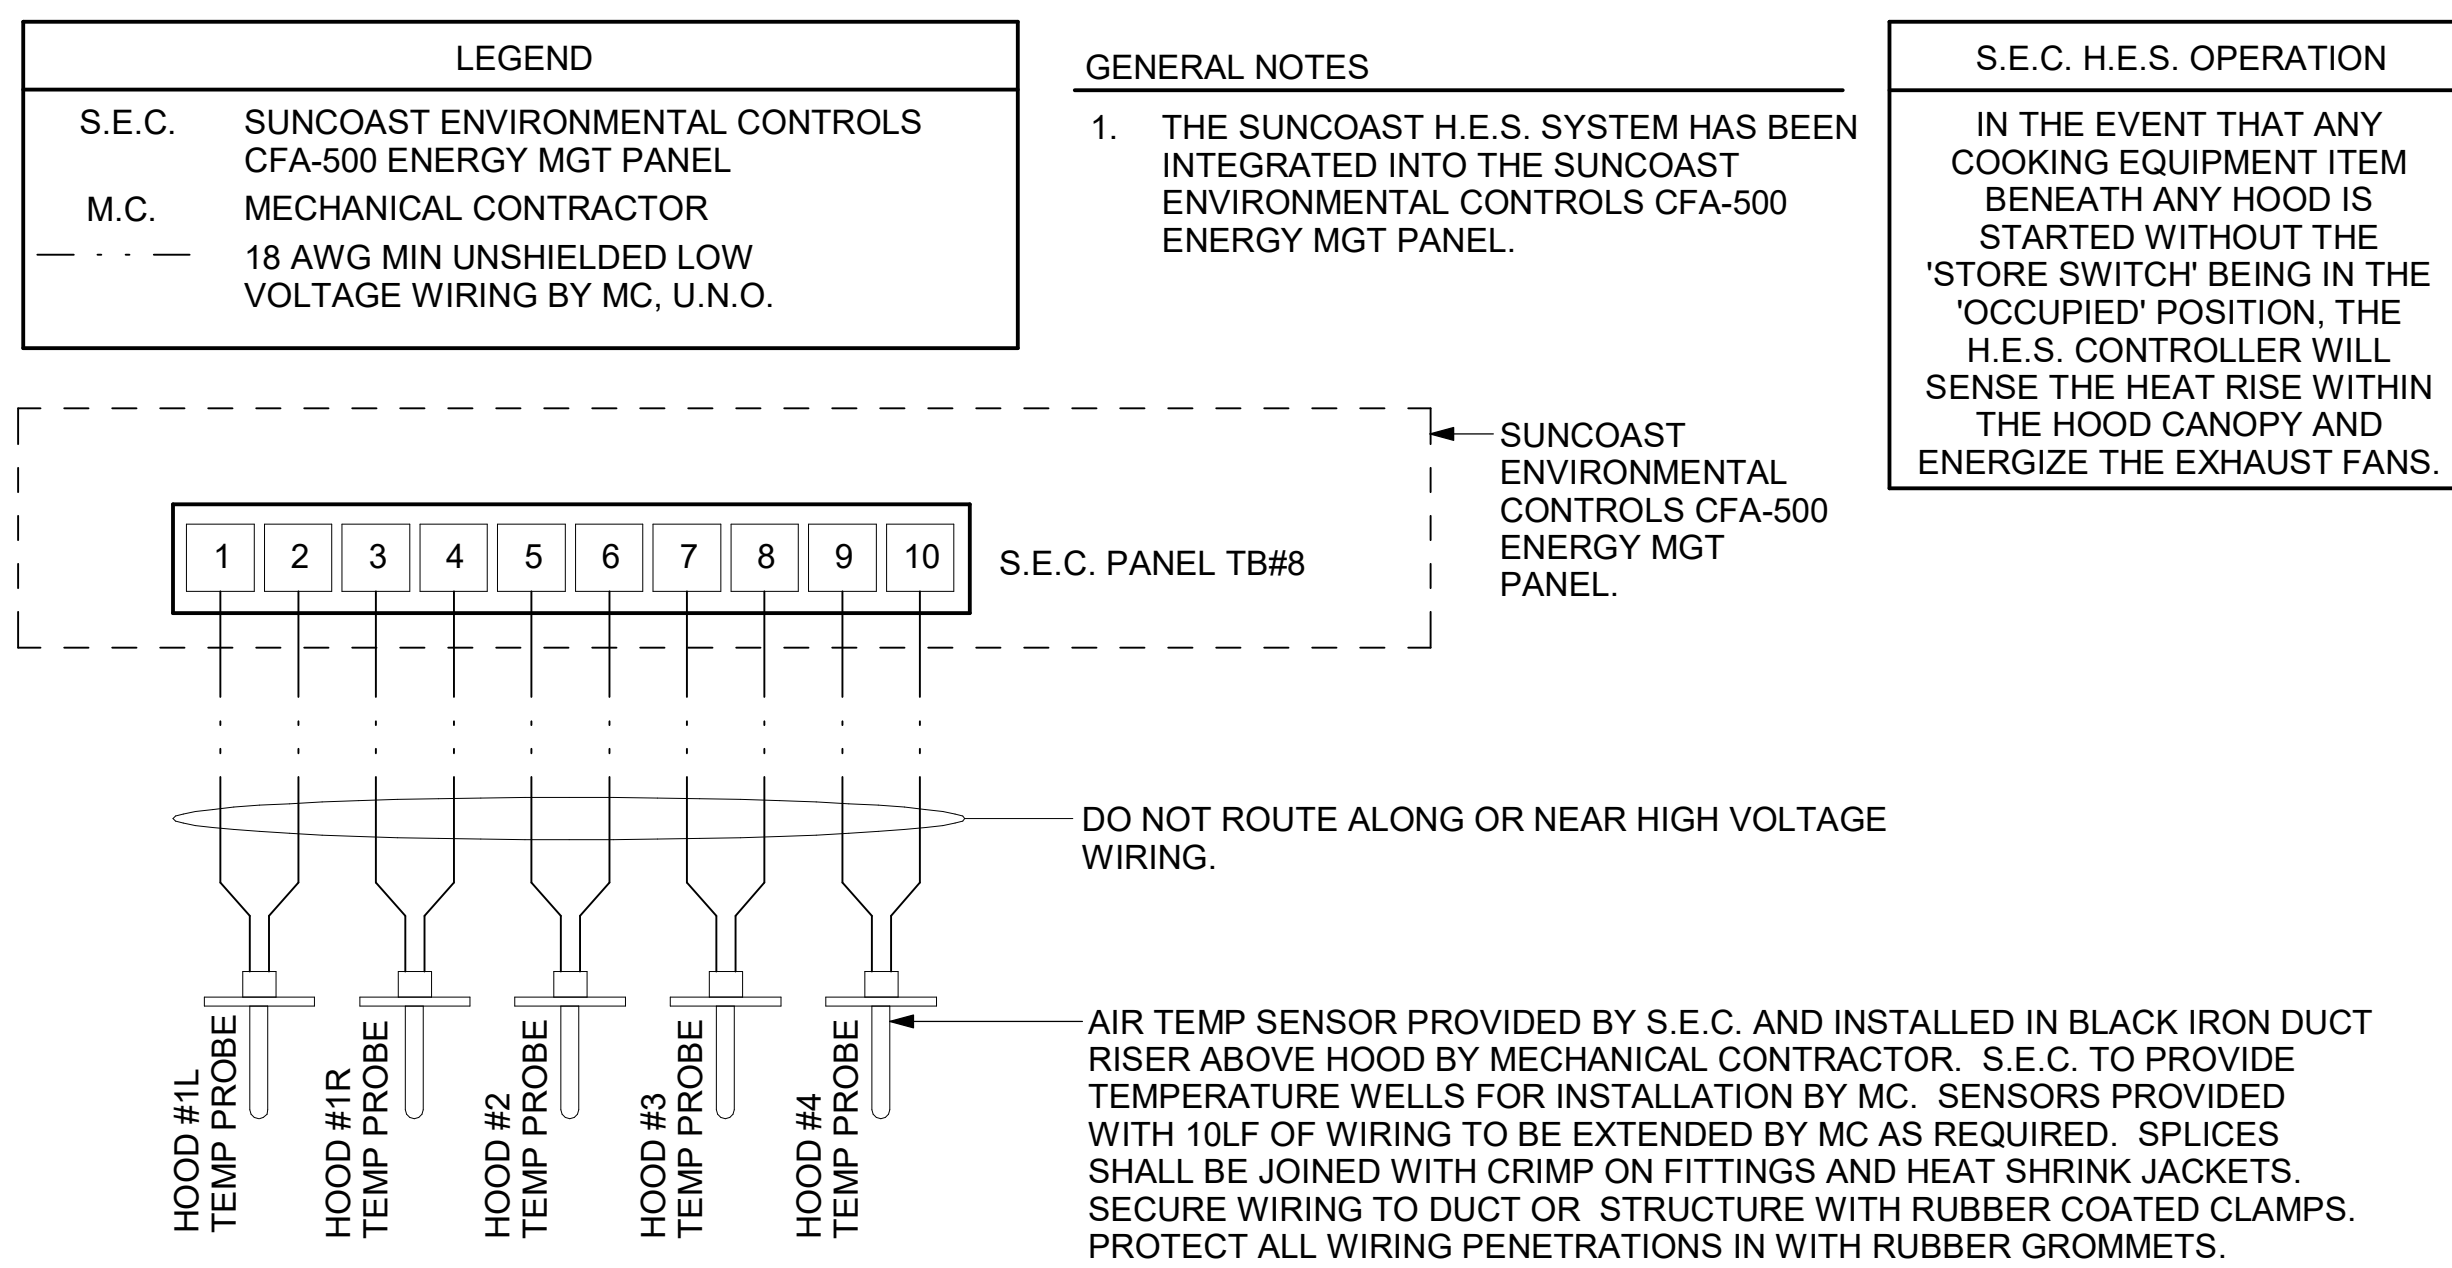 LEGEND
S.E.C. SUNCOAST ENVIRONMENTAL CONTROLS
CFA-500 ENERGY MGT PANEL
M.C. MECHANICAL CONTRACTOR
18 AWG MIN UNSHIELDED LOW
VOLTAGE WIRING BY MC, U.N.O.
GENERAL NOTES
1. THE SUNCOAST H.E.S. SYSTEM HAS BEEN
INTEGRATED INTO THE SUNCOAST
ENVIRONMENTAL CONTROLS CFA-500
ENERGY MGT PANEL.
S.E.C. H.E.S. OPERATION
IN THE EVENT THAT ANY
COOKING EQUIPMENT ITEM
BENEATH ANY HOOD IS
STARTED WITHOUT THE
'STORE SWITCH' BEING IN THE
'OCCUPIED' POSITION, THE
H.E.S. CONTROLLER WILL
SENSE THE HEAT RISE WITHIN
THE HOOD CANOPY AND
ENERGIZE THE EXHAUST FANS.
SUNCOAST
ENVIRONMENTAL
CONTROLS CFA-500
ENERGY MGT
PANEL.
1 2 3 4 5 6 7 8 9 10
S.E.C. PANEL TB#8
DO NOT ROUTE ALONG OR NEAR HIGH VOLTAGE
WIRING.
HOOD #1L
TEMP PROBE
HOOD #1R
TEMP PROBE
HOOD #2
TEMP PROBE
HOOD #3
TEMP PROBE
HOOD #4
TEMP PROBE
AIR TEMP SENSOR PROVIDED BY S.E.C. AND INSTALLED IN BLACK IRON DUCT
RISER ABOVE HOOD BY MECHANICAL CONTRACTOR. S.E.C. TO PROVIDE
TEMPERATURE WELLS FOR INSTALLATION BY MC. SENSORS PROVIDED
WITH 10LF OF WIRING TO BE EXTENDED BY MC AS REQUIRED. SPLICES
SHALL BE JOINED WITH CRIMP ON FITTINGS AND HEAT SHRINK JACKETS.
SECURE WIRING TO DUCT OR STRUCTURE WITH RUBBER COATED CLAMPS.
PROTECT ALL WIRING PENETRATIONS IN WITH RUBBER GROMMETS.